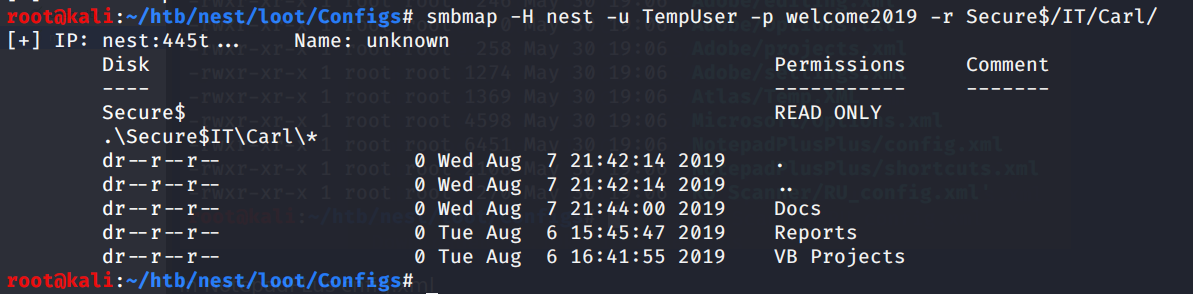 root@kali:~/htb/nest/loot/Configs# smbmap -H nest -u TempUser -p welcome2019 -r Secure$/IT/Carl/
[+] IP: nest:445t... Name: unknown
Disk Permissions Comment
---- ----------- -------
Secure$ READ ONLY
.\Secure$IT\Carl\*
dr--r--r-- 0 Wed Aug 7 21:42:14 2019 .
dr--r--r-- 0 Wed Aug 7 21:42:14 2019 ..
dr--r--r-- 0 Wed Aug 7 21:44:00 2019 Docs
dr--r--r-- 0 Tue Aug 6 15:45:47 2019 Reports
dr--r--r-- 0 Tue Aug 6 16:41:55 2019 VB Projects
root@kali:~/htb/nest/loot/Configs#